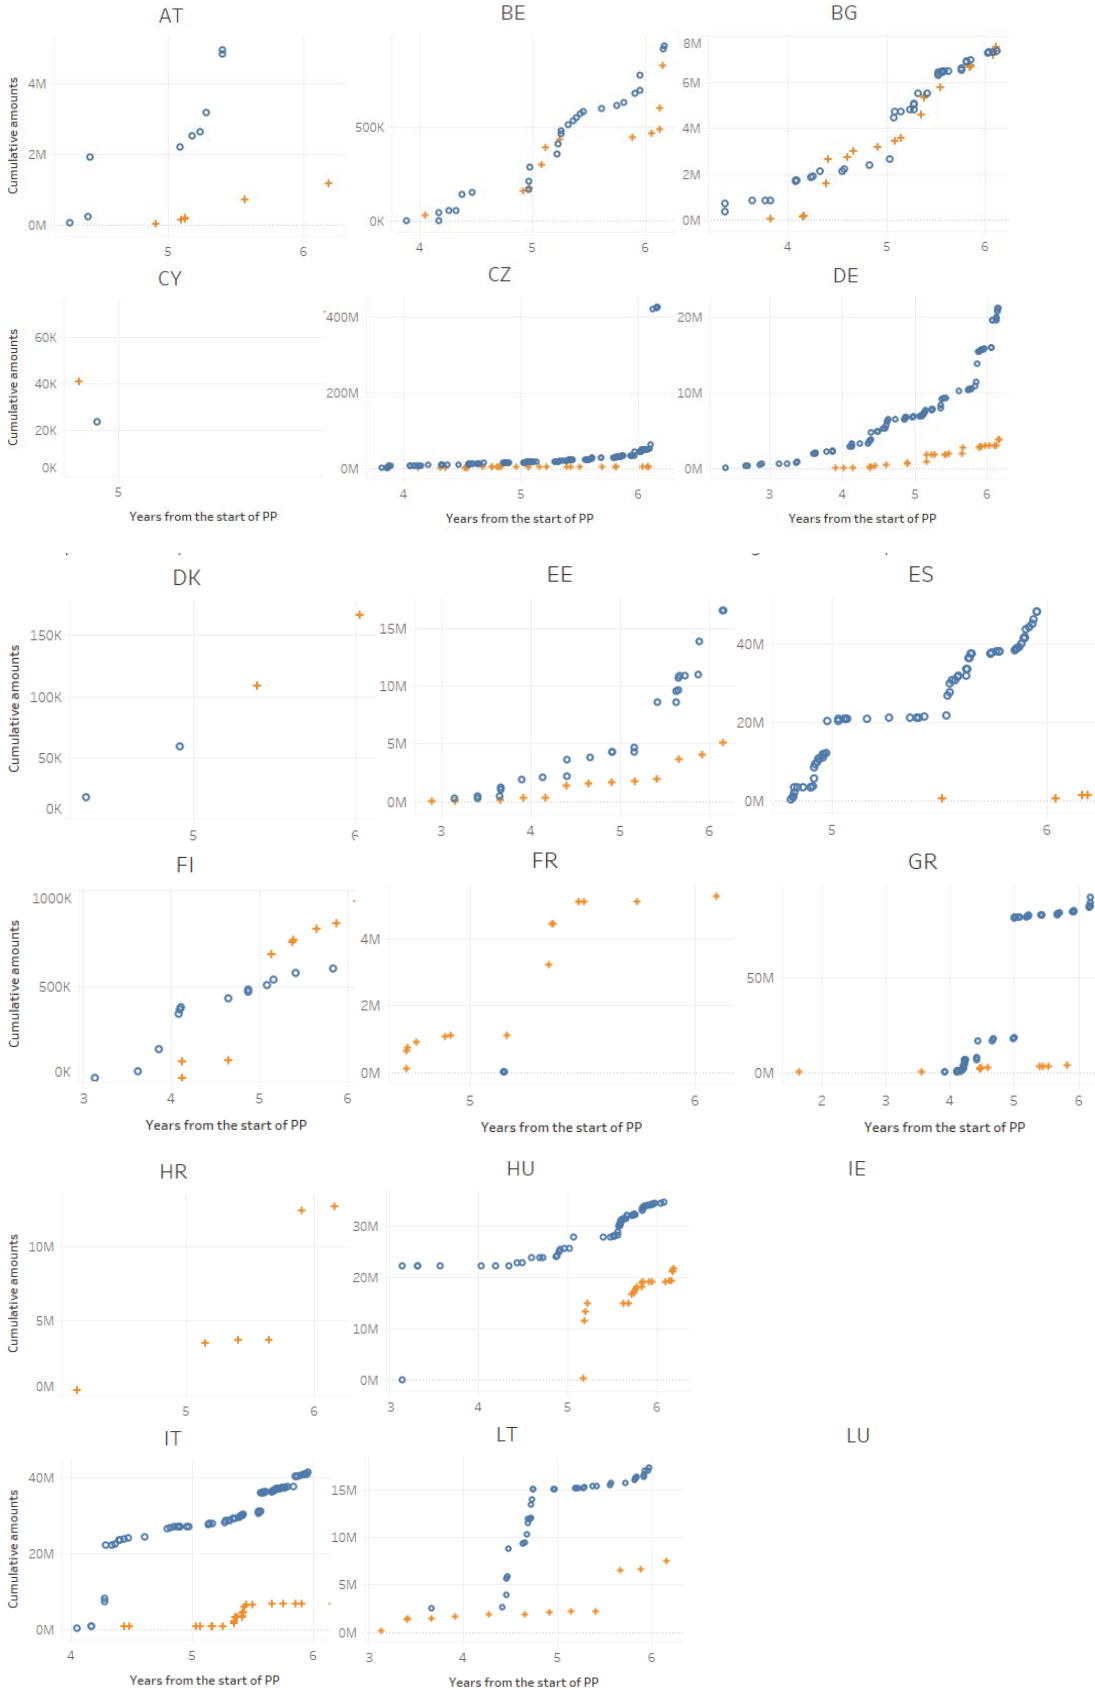 AT BE BG
Cumulative amounts
4M 2M 0M
5 6
500K 0K
4 5 6
8M 6M 4M 2M 0M
4 5 6
CY CZ DE
Cumulative amounts
60K 40K 20K 0K
5
400M 200M 0M
4 5 6
20M 10M 0M
3 4 5 6
Years from the start of PP Years from the start of PP Years from the start of PP
DK EE ES
Cumulative amounts
150K 100K 50K 0K
5 6
15M 10M 5M 0M
3 4 5 6
40M 20M 0M
5 6
FI FR GR
Cumulative amounts
1000K 500K 0K
3 4 5 6
4M 2M 0M
5 6
50M 0M
2 3 4 5 6
Years from the start of PP Years from the start of PP Years from the start of PP
HR HU IE
Cumulative amounts
10M 5M 0M
5 6
30M 20M 10M 0M
3 4 5 6
IT LT LU
Cumulative amounts
40M 20M 0M
4 5 6
15M 10M 5M 0M
3 4 5 6
Years from the start of PP Years from the start of PP